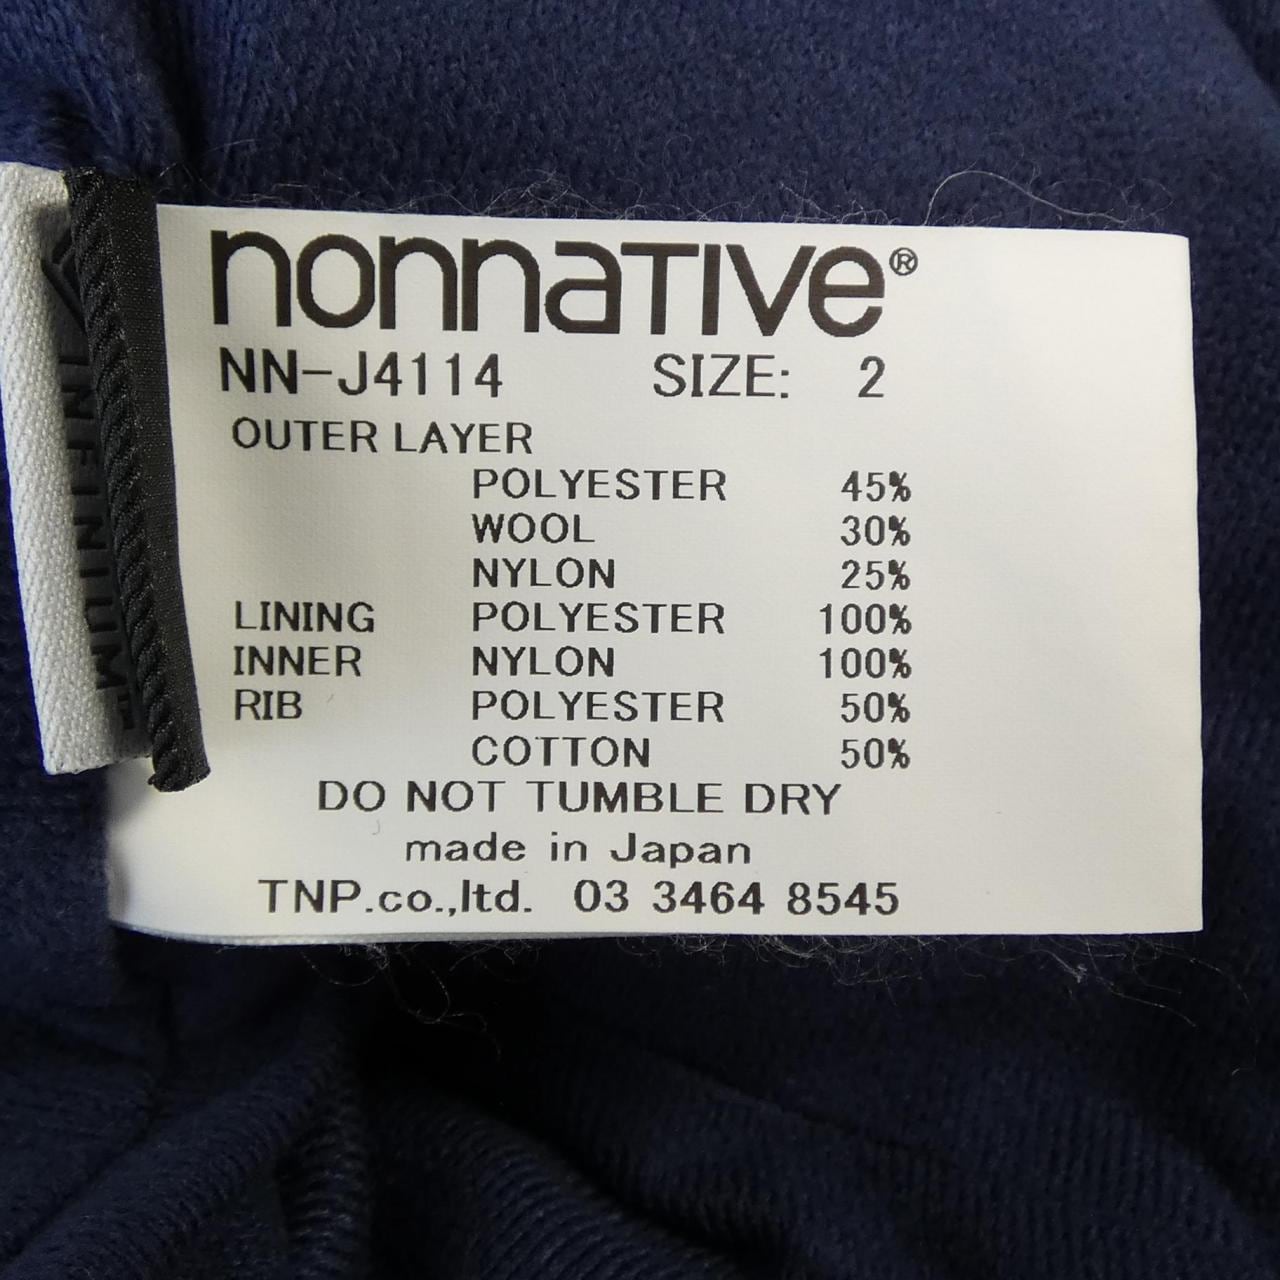 nonnative®
NN-J4114 SIZE: 2
OUTER LAYER
POLYESTER 45%
WOOL 30%
NYLON 25%
LINING POLYESTER 100%
INNER NYLON 100%
RIB POLYESTER 50%
COTTON 50%
DO NOT TUMBLE DRY
made in Japan
TNP.co.,ltd. 03 3464 8545
INFINIUM™